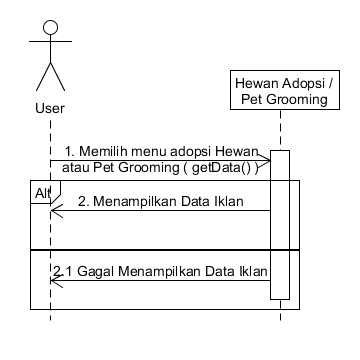 User
Hewan Adopsi /
Pet Grooming
1. Memilih menu adopsi Hewan
atau Pet Grooming ( getData() )
Alt
2. Menampilkan Data Iklan
2.1 Gagal Menampilkan Data Iklan